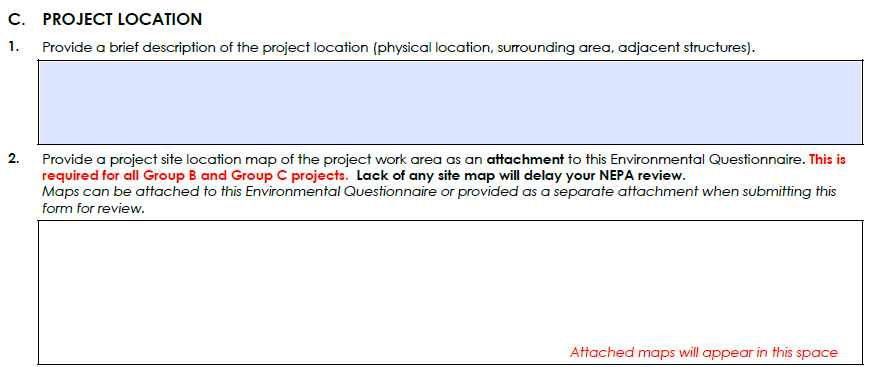 C. PROJECT LOCATION
1. Provide a brief description of the project location (physical location, surrounding area, adjacent structures).
2. Provide a project site location map of the project work area as an attachment to this Environmental Questionnaire. This is
required for all Group B and Group C projects. Lack of any site map will delay your NEPA review.
Maps can be attached to this Environmental Questionnaire or provided as a separate attachment when submitting this
form for review.
Attached maps will appear in this space